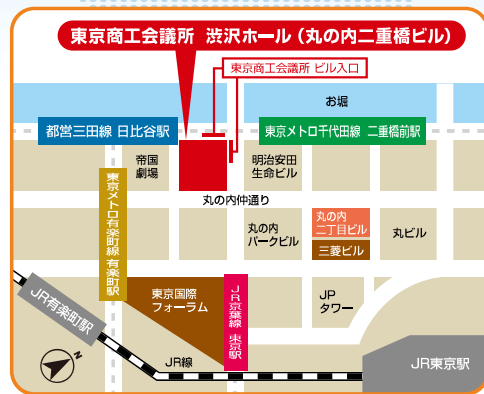 東京商工会議所 渋沢ホール（丸の内二重橋ビル）
東京商工会議所 ビル入口
お堀
都営三田線 日比谷駅
東京メトロ千代田線 二重橋前駅
帝国
劇場
明治安田
生命ビル
東京メトロ有楽町線 有楽町駅
丸の内仲通り
丸の内
パークビル
丸の内
二丁目ビル
三菱ビル
丸ビル
JR有楽町駅
東京国際
フォーラム
JR京葉線 東京駅
JP
タワー
N
JR線
JR東京駅